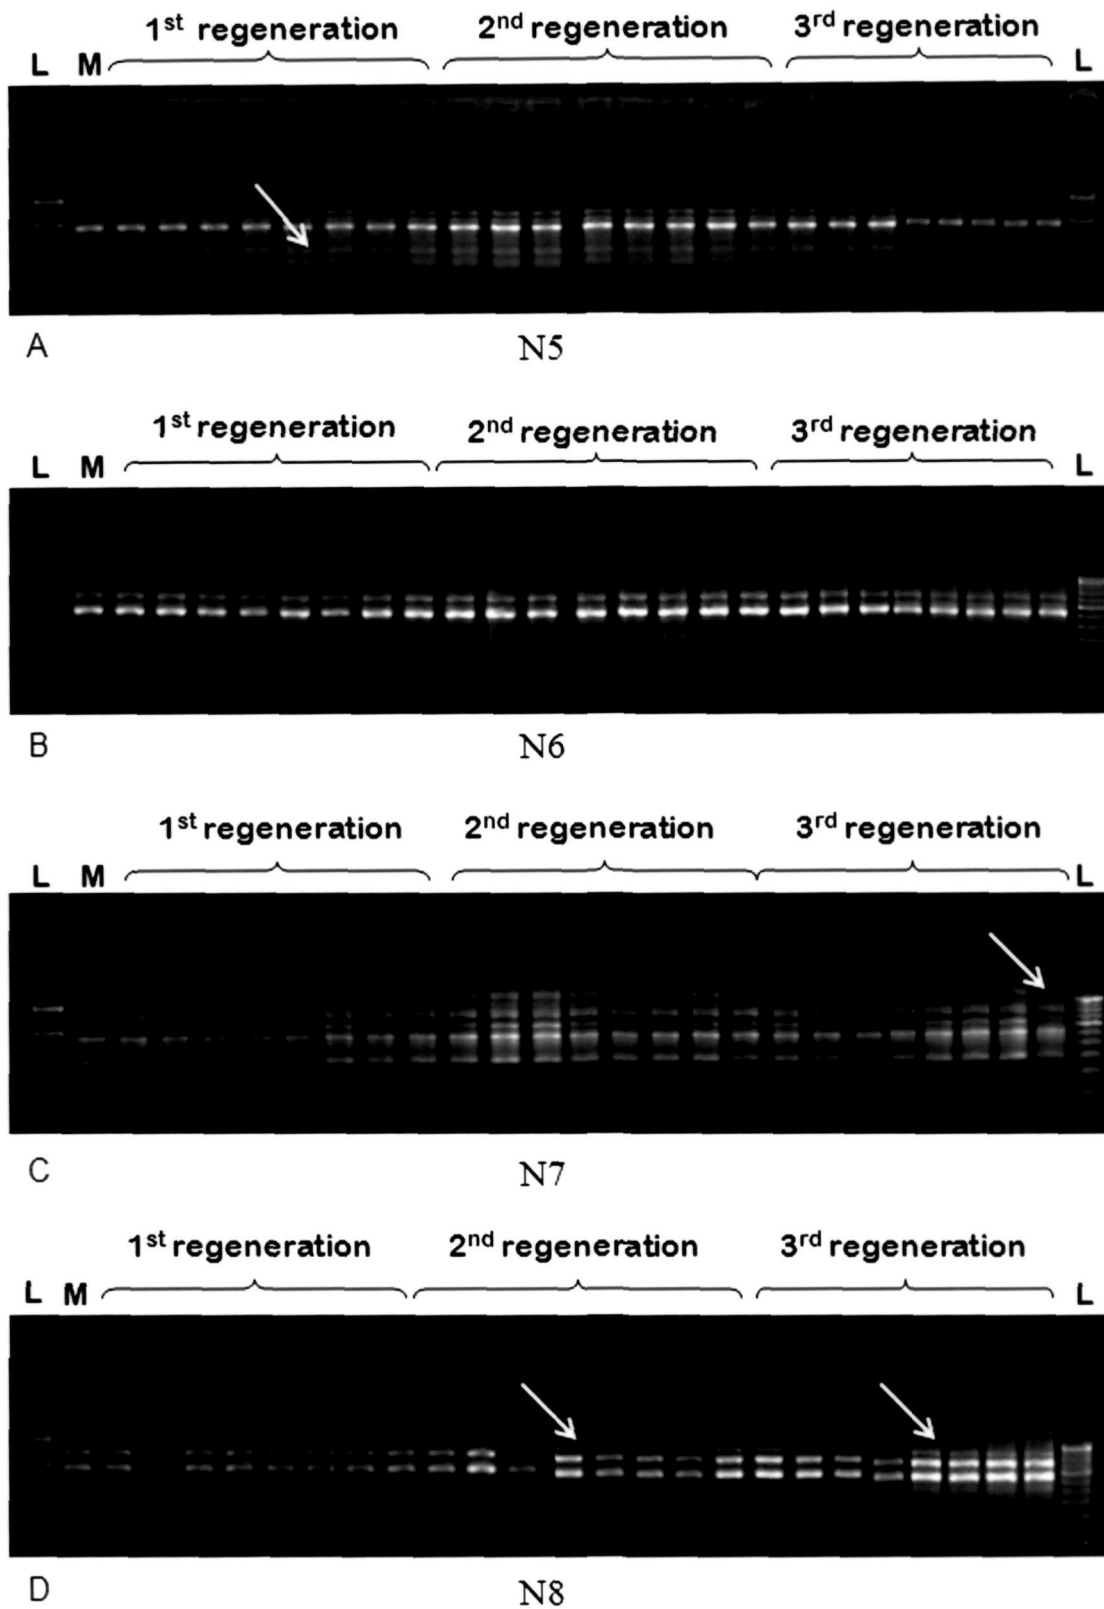 1st regeneration 2nd regeneration 3rd regeneration
L M L
A N5
1st regeneration 2nd regeneration 3rd regeneration
L M L
B N6
1st regeneration 2nd regeneration 3rd regeneration
L M L
C N7
1st regeneration 2nd regeneration 3rd regeneration
L M L
D N8